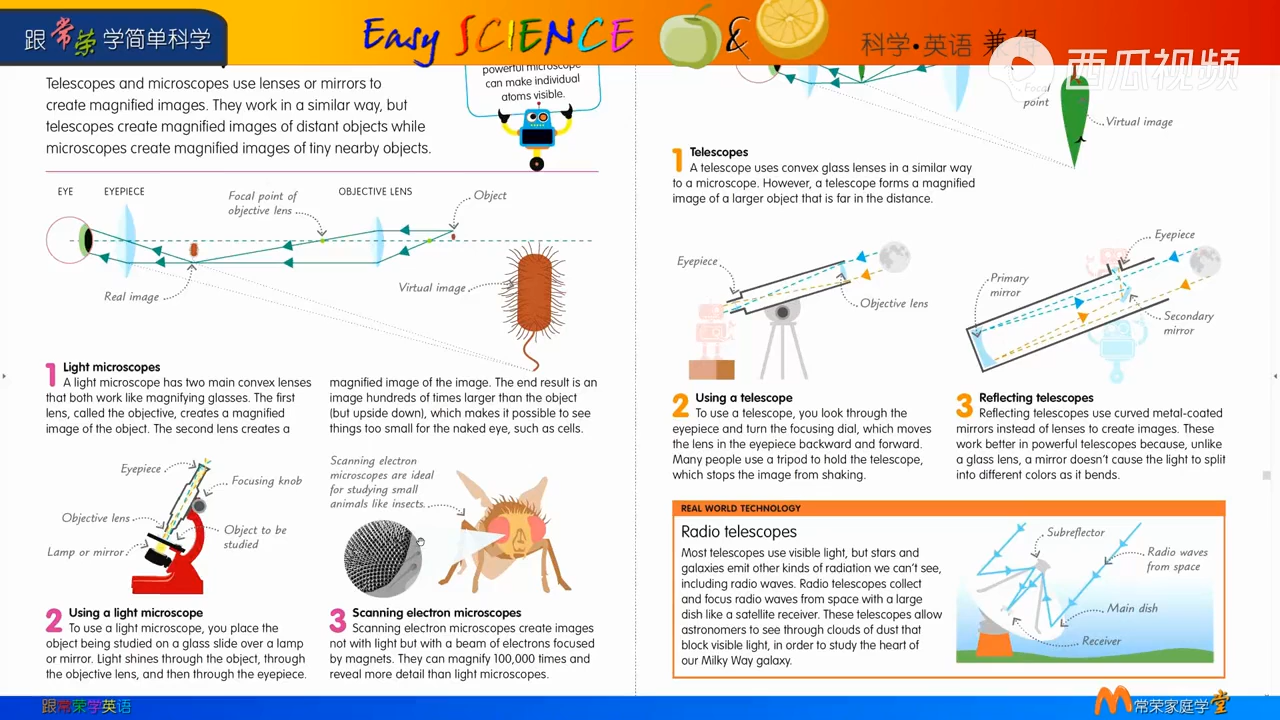 跟常荣学简单科学
Easy SCIENCE &
科学·英语 兼得
西瓜视频
Telescopes and microscopes use lenses or mirrors to
create magnified images. They work in a similar way, but
telescopes create magnified images of distant objects while
microscopes create magnified images of tiny nearby objects.
powerful microscope
can make individual
atoms visible.
EYE
EYEPIECE
Focal point of
objective lens
OBJECTIVE LENS
Object
Real image
Virtual image
1 Light microscopes
A light microscope has two main convex lenses
that both work like magnifying glasses. The first
lens, called the objective, creates a magnified
image of the object. The second lens creates a
magnified image of the image. The end result is an
image hundreds of times larger than the object
(but upside down), which makes it possible to see
things too small for the naked eye, such as cells.
Eyepiece
Focusing knob
Objective lens
Object to be
studied
Lamp or mirror
2 Using a light microscope
To use a light microscope, you place the
object being studied on a glass slide over a lamp
or mirror. Light shines through the object, through
the objective lens, and then through the eyepiece.
Scanning electron
microscopes are ideal
for studying small
animals like insects.
3 Scanning electron microscopes
Scanning electron microscopes create images
not with light but with a beam of electrons focused
by magnets. They can magnify 100,000 times and
reveal more detail than light microscopes.
Focal
point
Virtual image
1 Telescopes
A telescope uses convex glass lenses in a similar way
to a microscope. However, a telescope forms a magnified
image of a larger object that is far in the distance.
Eyepiece
Objective lens
2 Using a telescope
To use a telescope, you look through the
eyepiece and turn the focusing dial, which moves
the lens in the eyepiece backward and forward.
Many people use a tripod to hold the telescope,
which stops the image from shaking.
Eyepiece
Primary
mirror
Secondary
mirror
3 Reflecting telescopes
Reflecting telescopes use curved metal-coated
mirrors instead of lenses to create images. These
work better in powerful telescopes because, unlike
a glass lens, a mirror doesn't cause the light to split
into different colors as it bends.
REAL WORLD TECHNOLOGY
Radio telescopes
Most telescopes use visible light, but stars and
galaxies emit other kinds of radiation we can't see,
including radio waves. Radio telescopes collect
and focus radio waves from space with a large
dish like a satellite receiver. These telescopes allow
astronomers to see through clouds of dust that
block visible light, in order to study the heart of
our Milky Way galaxy.
Subreflector
Radio waves
from space
Main dish
Receiver
跟常荣学英语
常荣家庭学堂